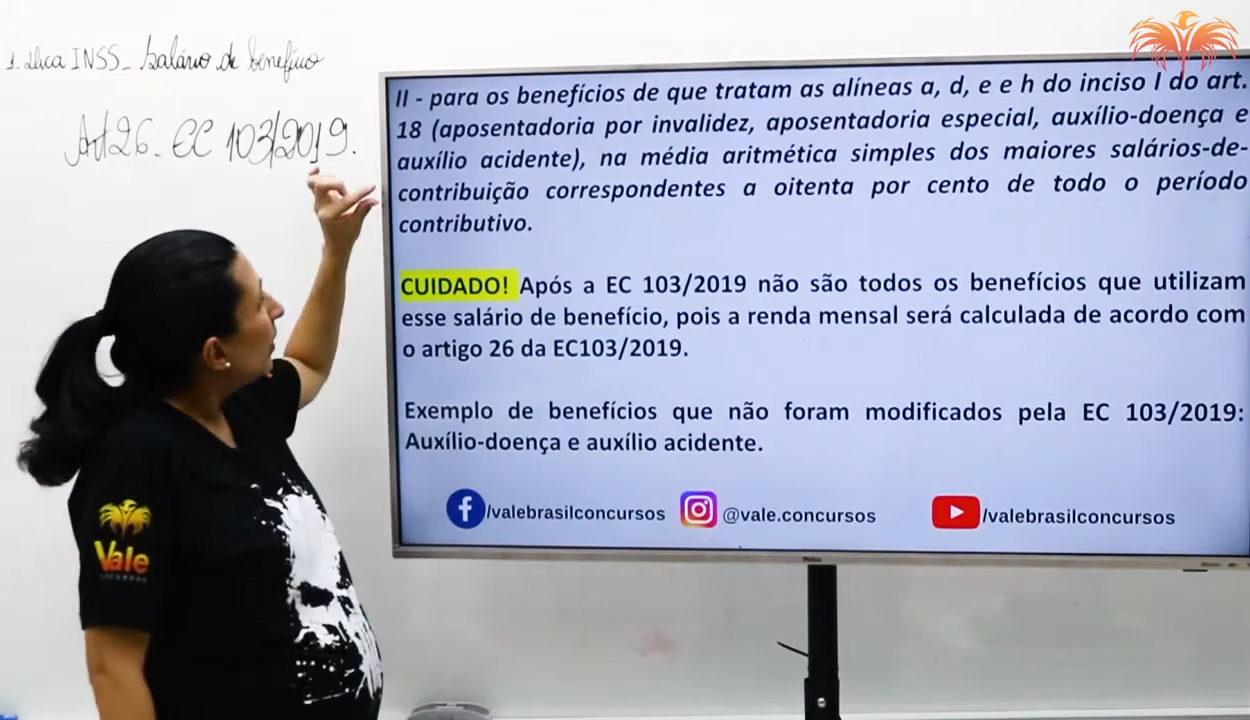 1. Dica INSS - Salário de benefício
Art 26. EC 103/2019.
II - para os benefícios de que tratam as alíneas a, d, e e h do inciso I do art.
18 (aposentadoria por invalidez, aposentadoria especial, auxílio-doença e
auxílio acidente), na média aritmética simples dos maiores salários-de-
contribuição correspondentes a oitenta por cento de todo o período
contributivo.
CUIDADO! Após a EC 103/2019 não são todos os benefícios que utilizam
esse salário de benefício, pois a renda mensal será calculada de acordo com
o artigo 26 da EC103/2019.
Exemplo de benefícios que não foram modificados pela EC 103/2019:
Auxílio-doença e auxílio acidente.
/valebrasilconcursos @vale.concursos /valebrasilconcursos
Vale
CONCURSOS